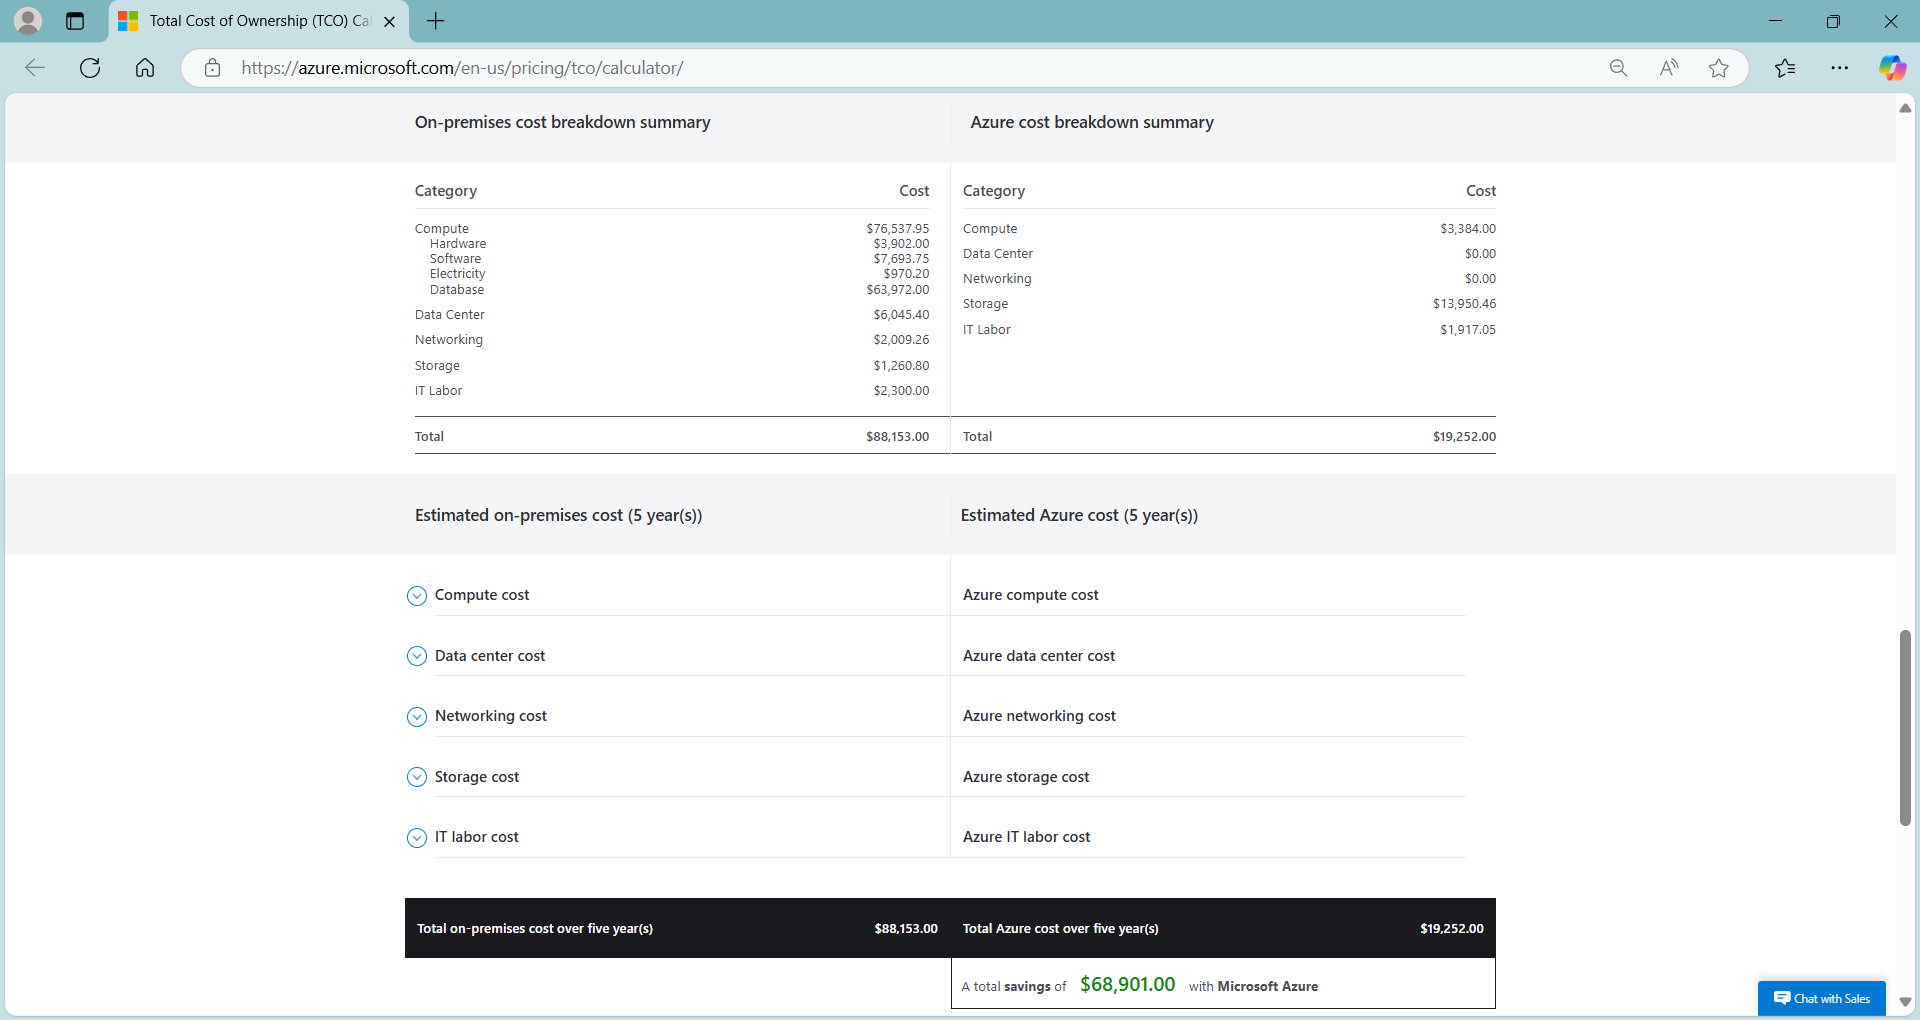 Total Cost of Ownership (TCO) Ca
https://azure.microsoft.com/en-us/pricing/tco/calculator/
On-premises cost breakdown summary
Azure cost breakdown summary
Category Cost
Compute $76,537.95
Hardware $3,902.00
Software $7,693.75
Electricity $970.20
Database $63,972.00
Data Center $6,045.40
Networking $2,009.26
Storage $1,260.80
IT Labor $2,300.00
Total $88,153.00
Category Cost
Compute $3,384.00
Data Center $0.00
Networking $0.00
Storage $13,950.46
IT Labor $1,917.05
Total $19,252.00
Estimated on-premises cost (5 year(s))
Estimated Azure cost (5 year(s))
Compute cost
Azure compute cost
Data center cost
Azure data center cost
Networking cost
Azure networking cost
Storage cost
Azure storage cost
IT labor cost
Azure IT labor cost
Total on-premises cost over five year(s) $88,153.00
Total Azure cost over five year(s) $19,252.00
A total savings of $68,901.00 with Microsoft Azure
Chat with Sales